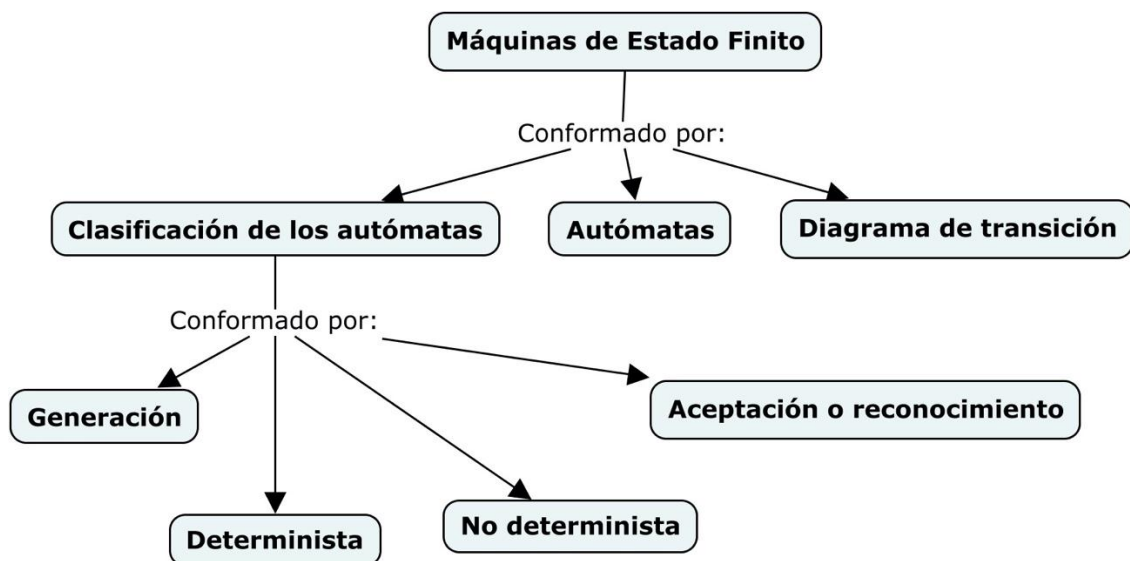 Máquinas de Estado Finito
Conformado por:
Clasificación de los autómatas
Autómatas
Diagrama de transición
Conformado por:
Generación
Aceptación o reconocimiento
Determinista
No determinista